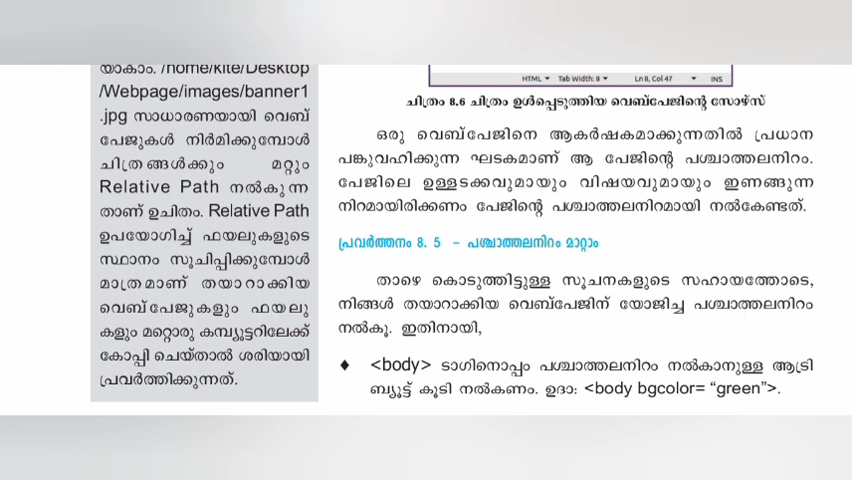 യാകാം. /home/kite/Desktop
/Webpage/images/banner1
.jpg സാധാരണയായി വെബ്
പേജുകൾ നിർമിക്കുമ്പോൾ
ചിത്രങ്ങൾക്കും മറ്റും
Relative Path നൽകുന്ന
താണ് ഉചിതം. Relative Path
ഉപയോഗിച്ച് ഫയലുകളുടെ
സ്ഥാനം സൂചിപ്പിക്കുമ്പോൾ
മാത്രമാണ് തയാറാക്കിയ
വെബ്പേജുകളും ഫയലു
കളും മറ്റൊരു കമ്പ്യൂട്ടറിലേക്ക്
കോപ്പി ചെയ്താൽ ശരിയായി
പ്രവർത്തിക്കുന്നത്.
HTML Tab Width: 8 Ln 8, Col 47 INS
ചിത്രം 8.6 ചിത്രം ഉൾപ്പെടുത്തിയ വെബ്പേജിന്റെ സോഴ്സ്
ഒരു വെബ്പേജിനെ ആകർഷകമാക്കുന്നതിൽ പ്രധാന
പങ്കുവഹിക്കുന്ന ഘടകമാണ് ആ പേജിന്റെ പശ്ചാത്തലനിറം.
പേജിലെ ഉള്ളടക്കവുമായും വിഷയവുമായും ഇണങ്ങുന്ന
നിറമായിരിക്കണം പേജിന്റെ പശ്ചാത്തലനിറമായി നൽകേണ്ടത്.
പ്രവർത്തനം 8. 5 – പശ്ചാത്തലനിറം മാറ്റാം
താഴെ കൊടുത്തിട്ടുള്ള സൂചനകളുടെ സഹായത്തോടെ,
നിങ്ങൾ തയാറാക്കിയ വെബ്പേജിന് യോജിച്ച പശ്ചാത്തലനിറം
നൽകൂ. ഇതിനായി,
♦ <body> ടാഗിനൊപ്പം പശ്ചാത്തലനിറം നൽകാനുള്ള ആട്രി
ബ്യൂട്ട് കൂടി നൽകണം. ഉദാ: <body bgcolor= “green”>.